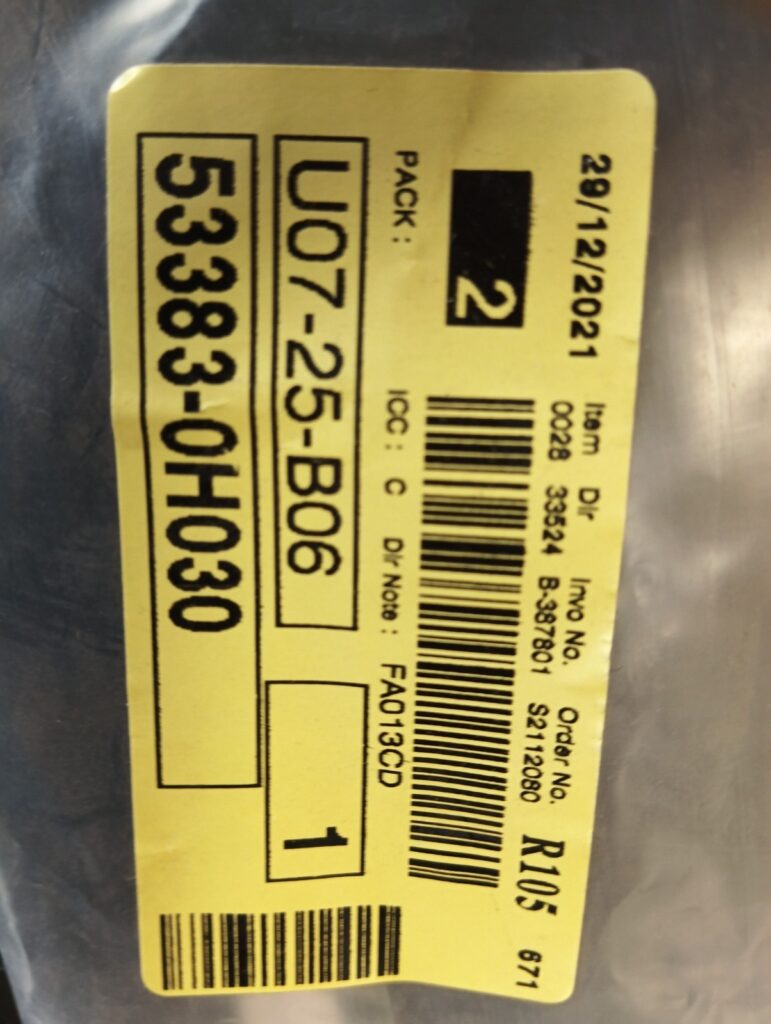 29/12/2021 Item Dlr Invo No. Order No. R105 671
0028 33524 B-387801 S2112080
2
PACK: ICC: C Dlr Note: FA013CD
U07-25-B06 1
53383-0H030